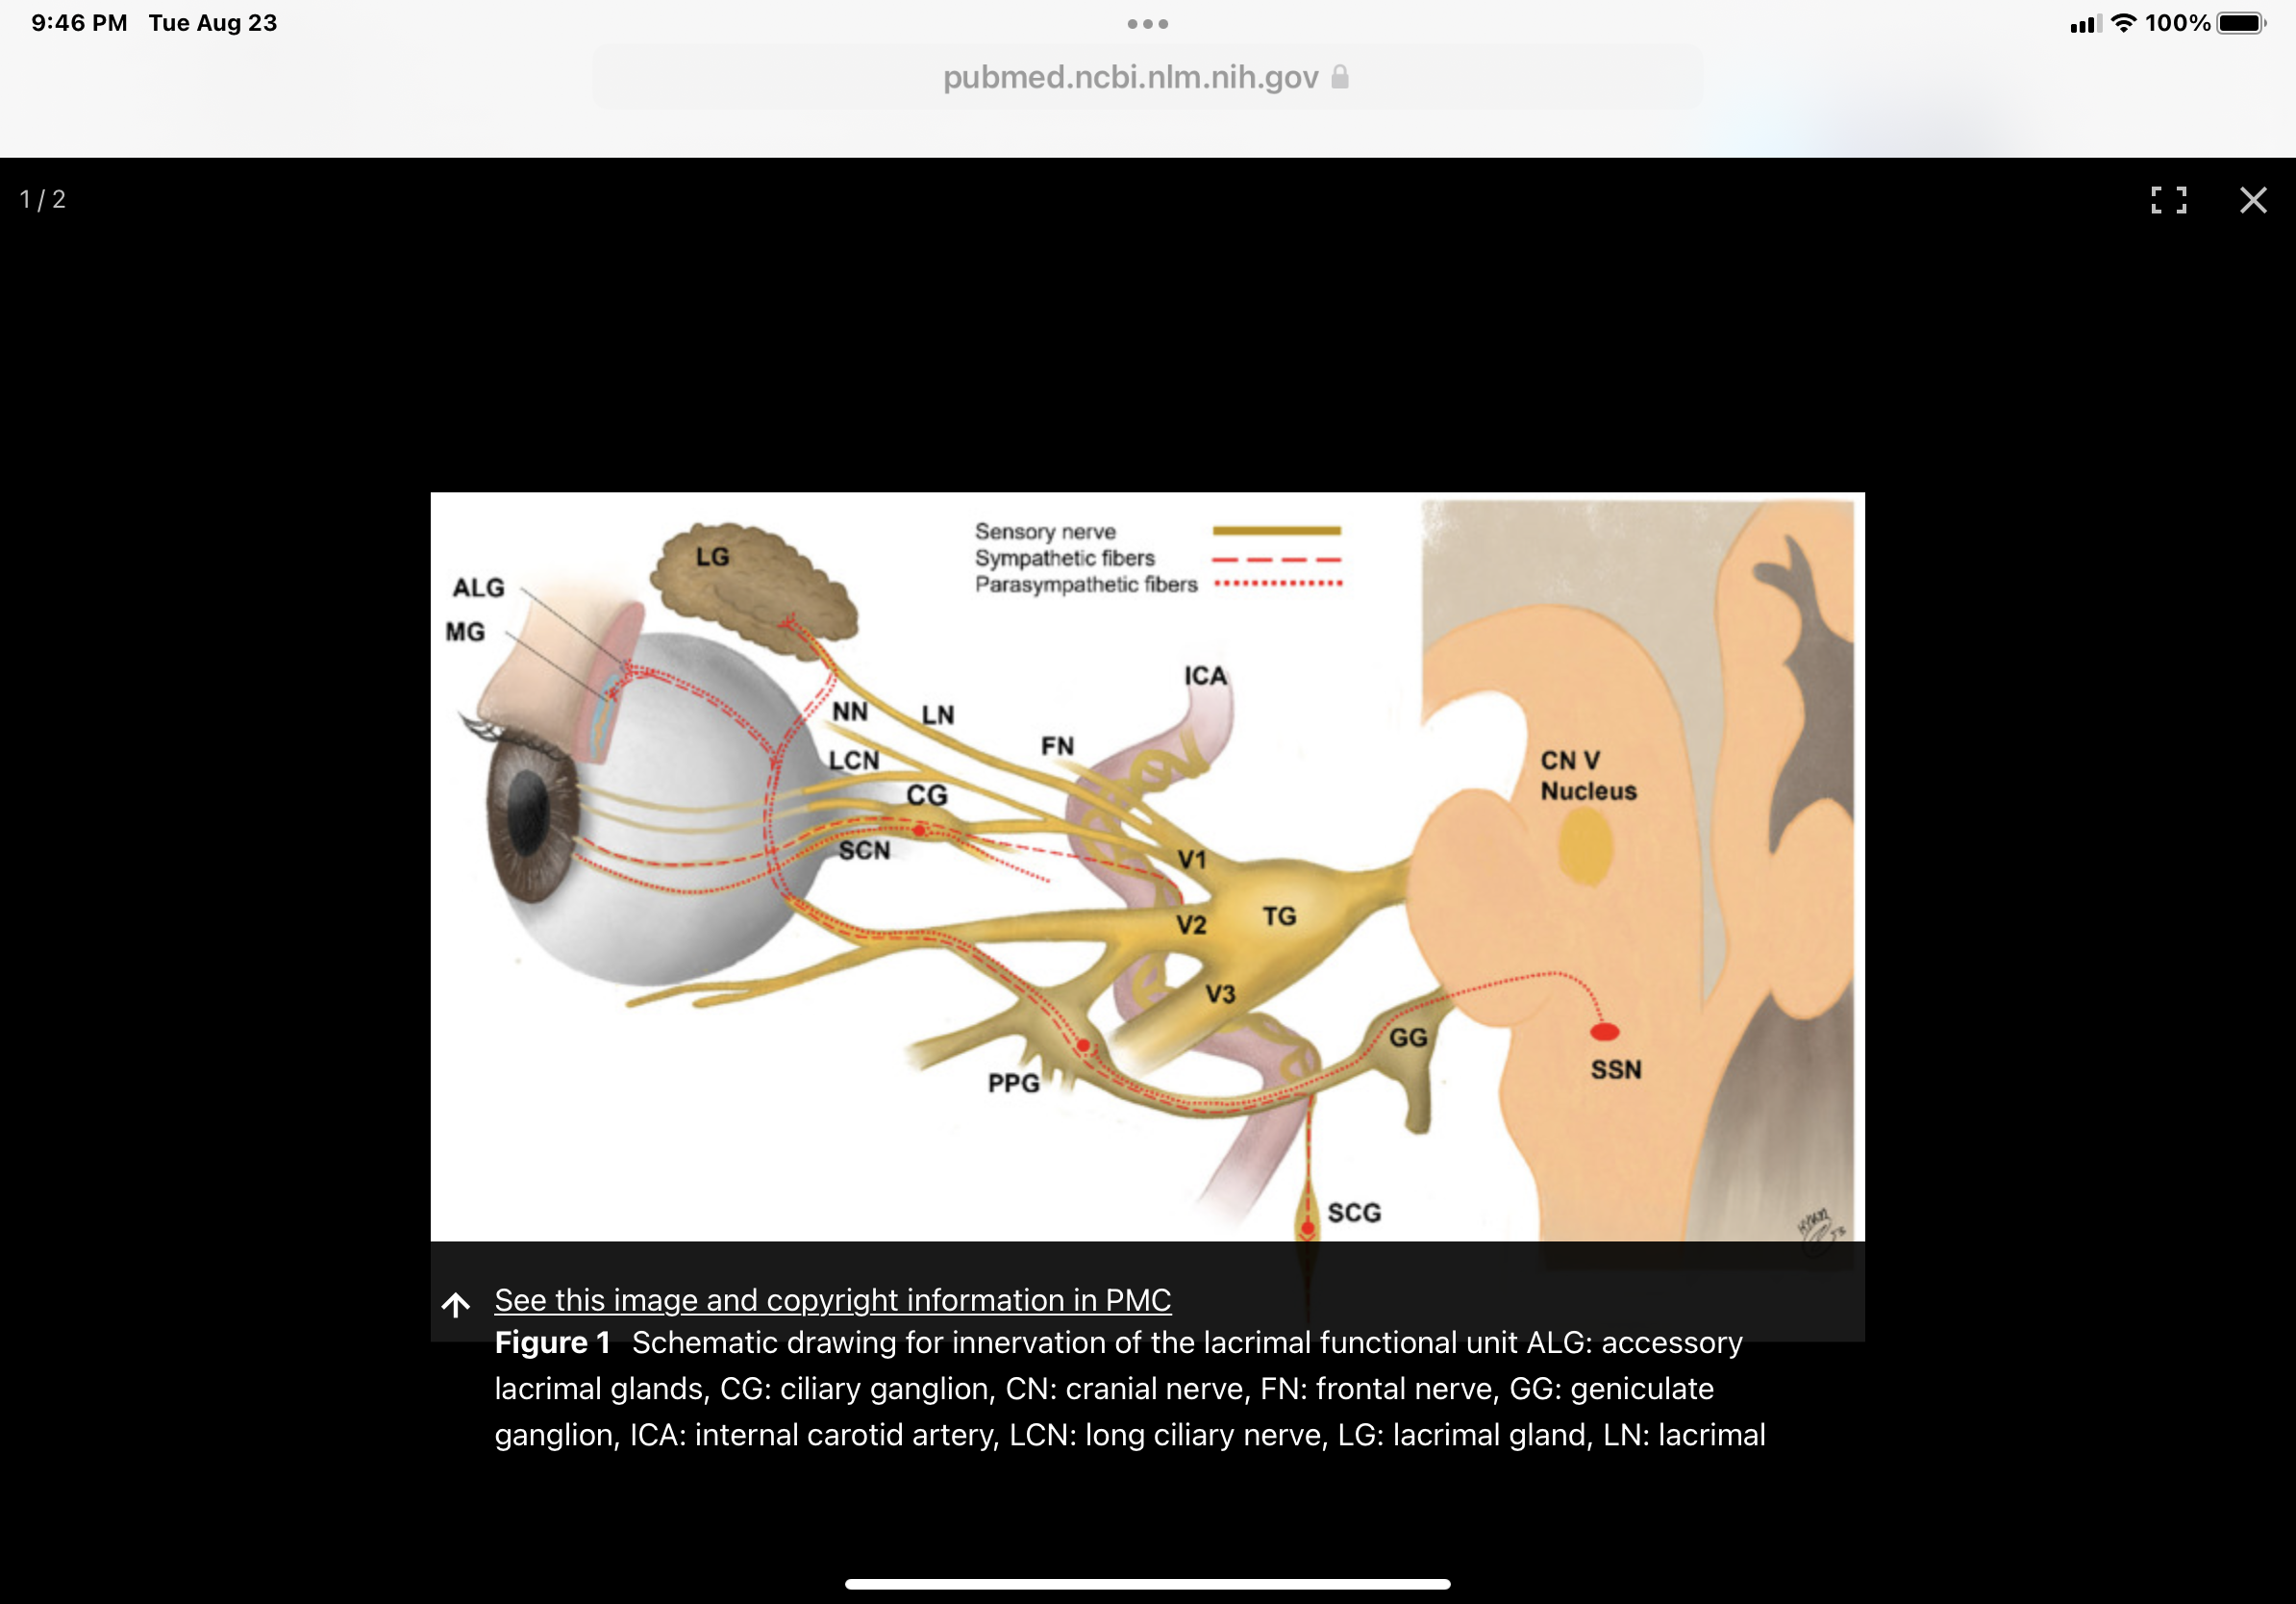 9:46 PM Tue Aug 23
100%
pubmed.ncbi.nlm.nih.gov
1 / 2
LG
Sensory nerve
Sympathetic fibers
Parasympathetic fibers
ALG
MG
ICA
NN
LN
FN
LCN
CN V
Nucleus
CG
SCN
V1
V2
TG
V3
GG
PPG
SSN
SCG
See this image and copyright information in PMC
Figure 1 Schematic drawing for innervation of the lacrimal functional unit ALG: accessory
lacrimal glands, CG: ciliary ganglion, CN: cranial nerve, FN: frontal nerve, GG: geniculate
ganglion, ICA: internal carotid artery, LCN: long ciliary nerve, LG: lacrimal gland, LN: lacrimal